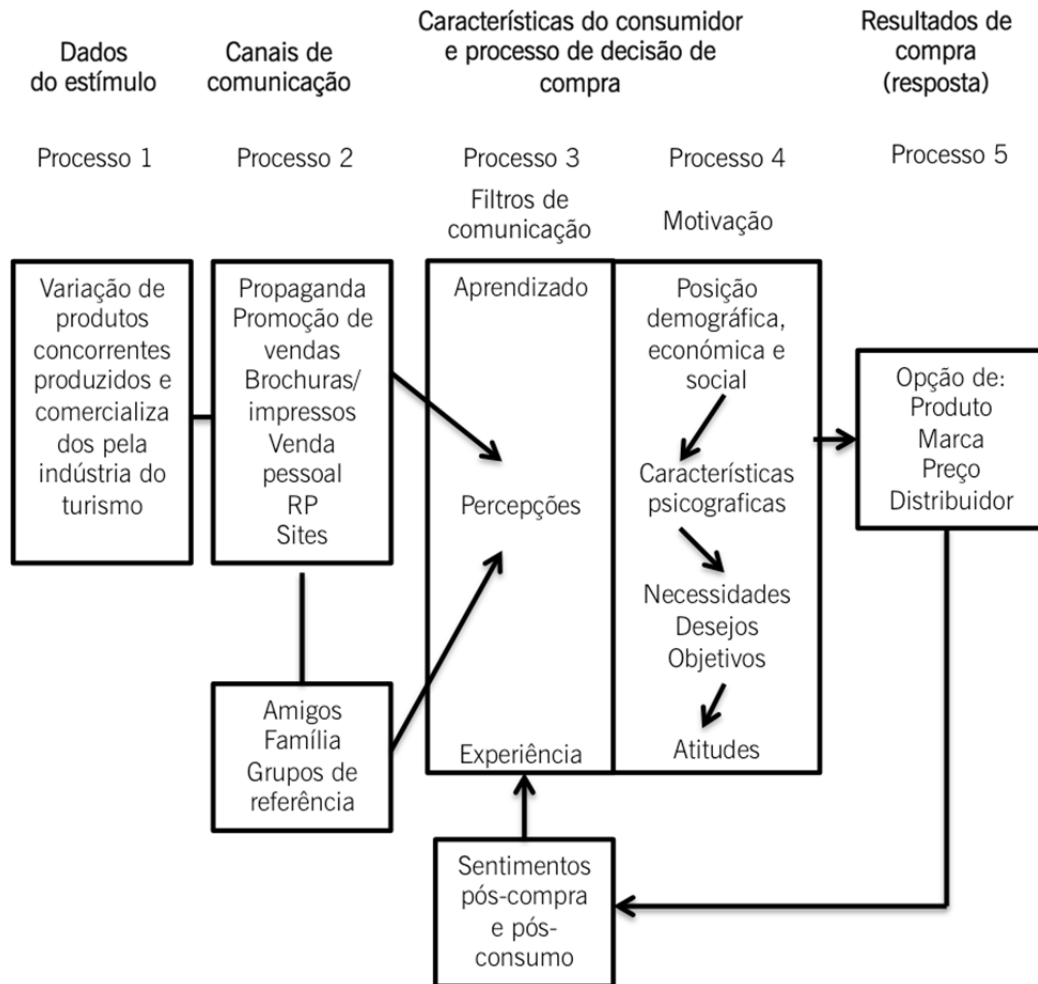 Dados
do estímulo
Canais de
comunicação
Características do consumidor
e processo de decisão de
compra
Resultados de
compra
(resposta)
Processo 1
Processo 2
Processo 3
Processo 4
Processo 5
Filtros de
comunicação
Motivação
Variação de
produtos
concorrentes
produzidos e
comercializa
dos pela
indústria do
turismo
Propaganda
Promoção de
vendas
Brochuras/
impressos
Venda
pessoal
RP
Sites
Amigos
Família
Grupos de
referência
Aprendizado
Percepções
Experiência
Posição
demográfica,
económica e
social
Características
psicograficas
Necessidades
Desejos
Objetivos
Atitudes
Opção de:
Produto
Marca
Preço
Distribuidor
Sentimentos
pós-compra
e pós-
consumo